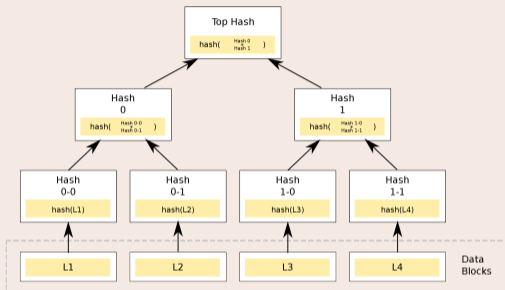 Top Hash
hash( Hash 0 + Hash 1 )
Hash
0
hash( Hash 0-0 + Hash 0-1 )
Hash
1
hash( Hash 1-0 + Hash 1-1 )
Hash
0-0
hash(L1)
Hash
0-1
hash(L2)
Hash
1-0
hash(L3)
Hash
1-1
hash(L4)
L1
L2
L3
L4
Data
Blocks